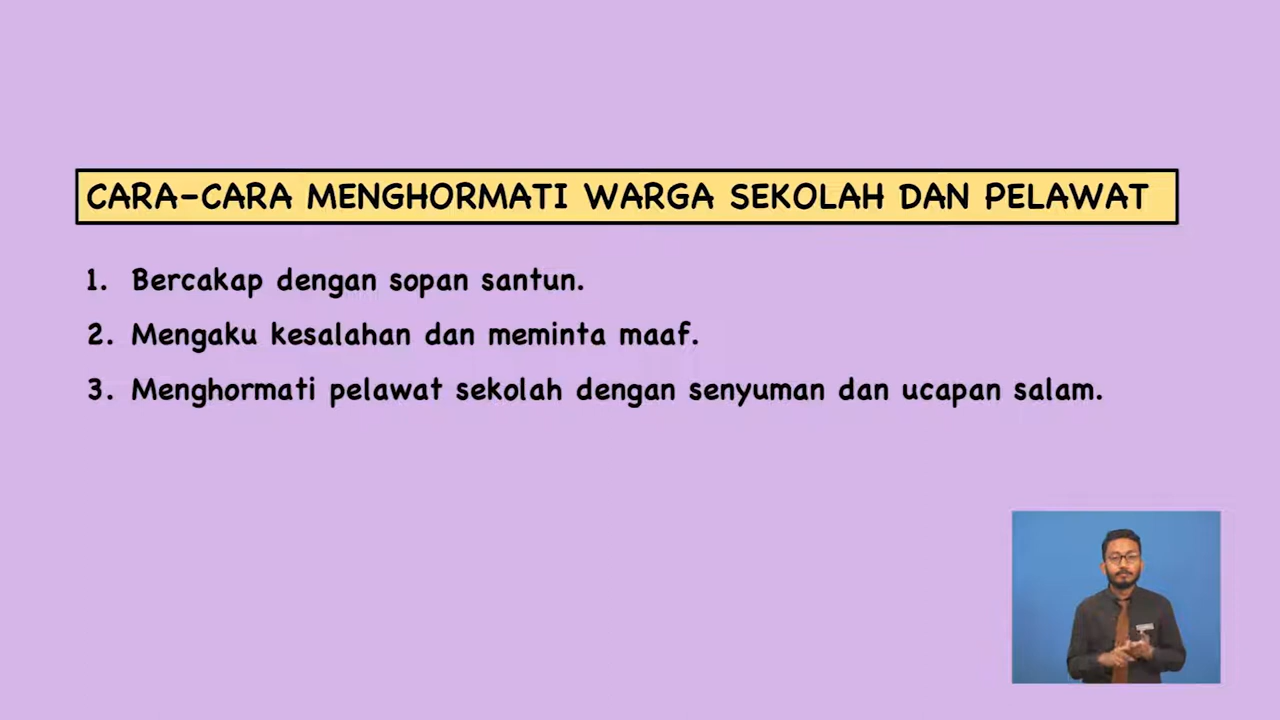 CARA-CARA MENGHORMATI WARGA SEKOLAH DAN PELAWAT
1. Bercakap dengan sopan santun.
2. Mengaku kesalahan dan meminta maaf.
3. Menghormati pelawat sekolah dengan senyuman dan ucapan salam.